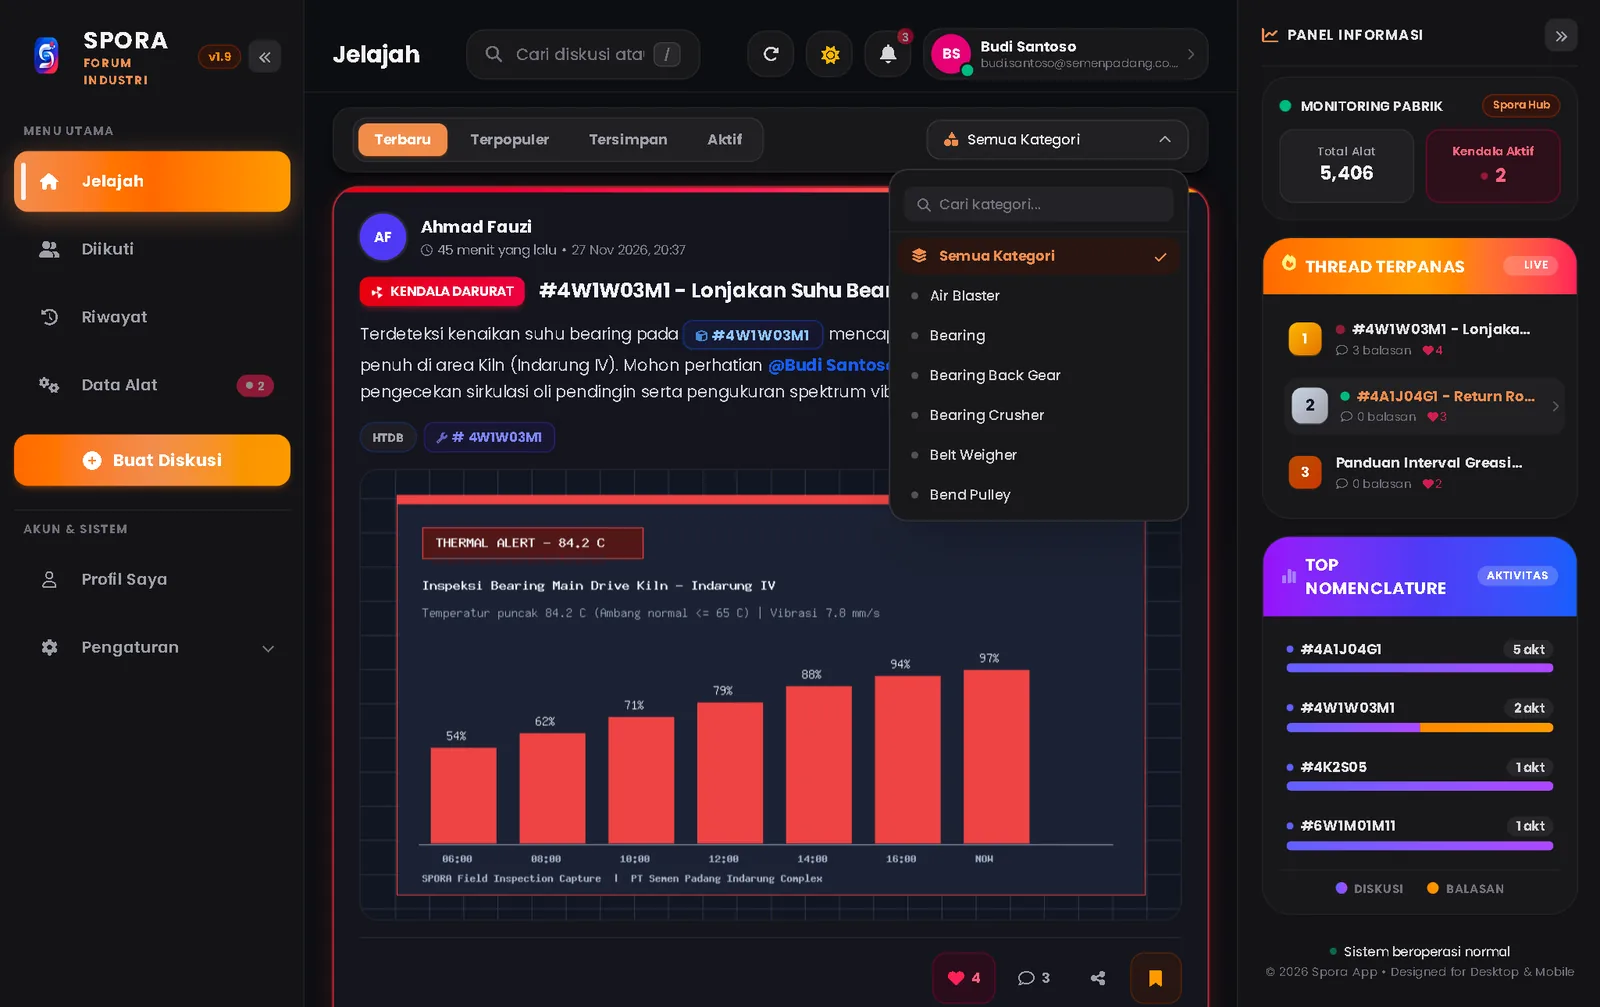 SPORA
FORUM
INDUSTRI
v1.9
MENU UTAMA
Jelajah
Diikuti
Riwayat
Data Alat
2
Buat Diskusi
AKUN & SISTEM
Profil Saya
Pengaturan
Jelajah
Cari diskusi ata
/
3
BS
Budi Santoso
budi.santoso@semenpadang.co...
Terbaru
Terpopuler
Tersimpan
Aktif
Semua Kategori
Cari kategori...
Semua Kategori
Air Blaster
Bearing
Bearing Back Gear
Bearing Crusher
Belt Weigher
Bend Pulley
AF
Ahmad Fauzi
45 menit yang lalu • 27 Nov 2026, 20:37
KENDALA DARURAT
#4W1W03M1 - Lonjakan Suhu Bear
Terdeteksi kenaikan suhu bearing pada #4W1W03M1 menca
penuh di area Kiln (Indarung IV). Mohon perhatian @Budi Santos
pengecekan sirkulasi oli pendingin serta pengukuran spektrum vi
HTDB
# 4W1W03M1
THERMAL ALERT - 84.2 C
Inspeksi Bearing Main Drive Kiln - Indarung IV
Temperatur puncak 84.2 C (Ambang normal <= 65 C) | Vibrasi 7.8 mm/s
54%
62%
71%
79%
88%
94%
97%
06:00
08:00
10:00
12:00
14:00
16:00
NOW
SPORA Field Inspection Capture | PT Semen Padang Indarung Complex
4
3
PANEL INFORMASI
MONITORING PABRIK
Spora Hub
Total Alat
5,406
Kendala Aktif
2
THREAD TERPANAS
LIVE
1
#4W1W03M1 - Lonjaka...
3 balasan
4
2
#4A1J04G1 - Return Ro...
0 balasan
3
3
Panduan Interval Greasi...
0 balasan
2
TOP
NOMENCLATURE
AKTIVITAS
#4A1J04G1
5 akt
#4W1W03M1
2 akt
#4K2S05
1 akt
#6W1M01M11
1 akt
DISKUSI
BALASAN
Sistem beroperasi normal
© 2026 Spora App • Designed for Desktop & Mobile